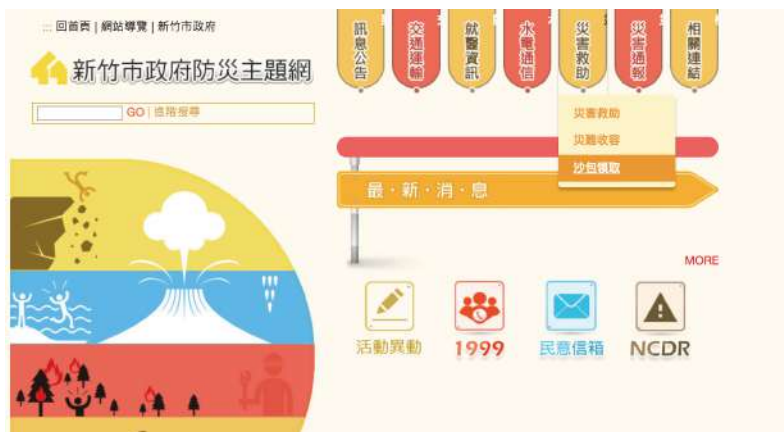 回首頁 | 網站導覽 | 新竹市政府
新竹市政府防災主題網
GO | 進階搜尋
訊息公告
交通運輸
就醫資訊
水電通信
災害救助
災害通報
相關連結
災害救助
災難收容
沙包領取
最・新・消・息
MORE
活動異動
1999
民意信箱
NCDR